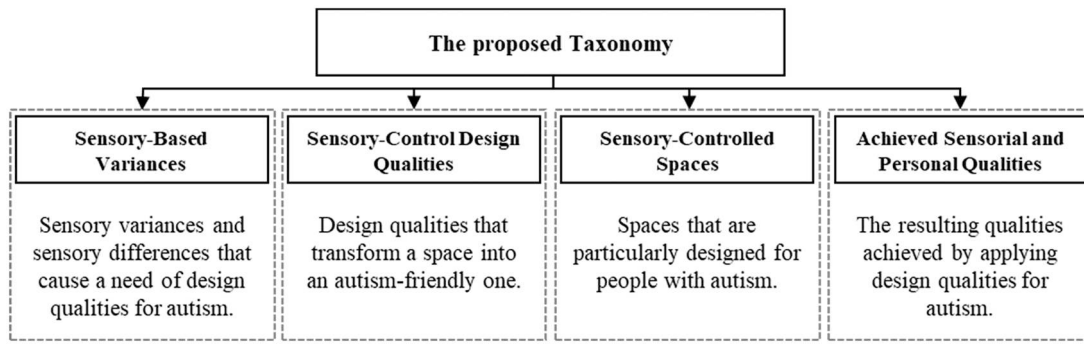 The proposed Taxonomy
Sensory-Based
Variances
Sensory variances and
sensory differences that
cause a need of design
qualities for autism.
Sensory-Control Design
Qualities
Design qualities that
transform a space into
an autism-friendly one.
Sensory-Controlled
Spaces
Spaces that are
particularly designed for
people with autism.
Achieved Sensorial and
Personal Qualities
The resulting qualities
achieved by applying
design qualities for
autism.